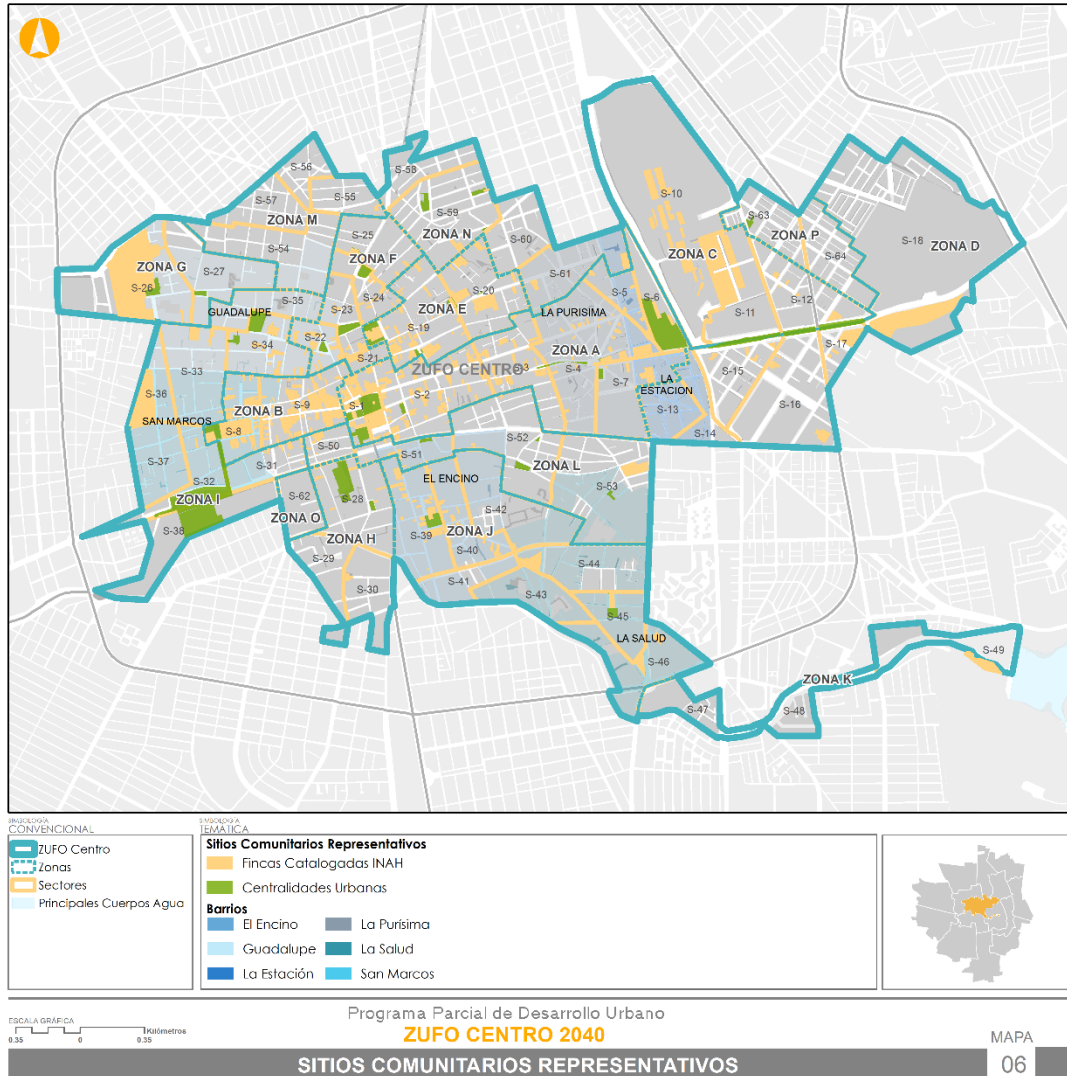 S-56
S-58
S-57
S-55
S-10
S-59
S-63
ZONA M
ZONA P
S-25
ZONA N
S-18
ZONA D
S-54
S-60
ZONA C
S-64
ZONA G
ZONA F
S-27
S-61
S-26
S-24
S-20
S-5
S-6
S-12
S-35
GUADALUPE
S-23
ZONA E
LA PURISIMA
S-11
S-34
S-22
S-19
S-17
S-33
S-21
ZONA A
ZUFO CENTRO
S-4
S-7
LA
ESTACION
S-15
S-36
S-2
S-16
ZONA B
S-9
S-1
S-13
SAN MARCOS
S-8
S-14
S-50
S-52
S-37
S-31
S-51
ZONA L
S-32
EL ENCINO
S-53
ZONA I
S-62
S-28
S-42
ZONA O
S-38
S-39
ZONA J
ZONA H
S-40
S-29
S-44
S-41
S-30
S-43
S-45
LA SALUD
S-49
S-46
ZONA K
S-47
S-48
SIMBOLOGÍA
CONVENCIONAL
ZUFO Centro
Zonas
Sectores
Principales Cuerpos Agua
SIMBOLOGÍA
TEMÁTICA
Sitios Comunitarios Representativos
Fincas Catalogadas INAH
Centralidades Urbanas
Barrios
El Encino
La Purísima
Guadalupe
La Salud
La Estación
San Marcos
ESCALA GRÁFICA
Kilómetros
0.35 0 0.35
Programa Parcial de Desarrollo Urbano
ZUFO CENTRO 2040
SITIOS COMUNITARIOS REPRESENTATIVOS
MAPA
06